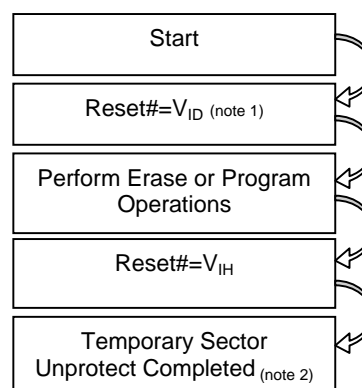 Start
Reset#=VID (note 1)
Perform Erase or Program
Operations
Reset#=VIH
Temporary Sector
Unprotect Completed (note 2)